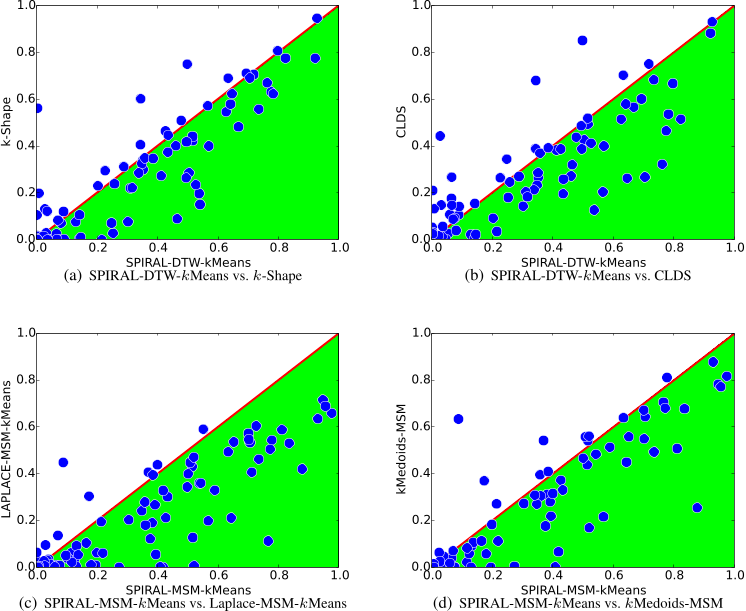 1.0
0.8
0.6
0.4
0.2
0.0
k-Shape
0.0 0.2 0.4 0.6 0.8 1.0
SPIRAL-DTW-kMeans
(a) SPIRAL-DTW-kMeans vs. k-Shape
1.0
0.8
0.6
0.4
0.2
0.0
CLDS
0.0 0.2 0.4 0.6 0.8 1.0
SPIRAL-DTW-kMeans
(b) SPIRAL-DTW-kMeans vs. CLDS
1.0
0.8
0.6
0.4
0.2
0.0
LAPLACE-MSM-kMeans
0.0 0.2 0.4 0.6 0.8 1.0
SPIRAL-MSM-kMeans
(c) SPIRAL-MSM-kMeans vs. Laplace-MSM-kMeans
1.0
0.8
0.6
0.4
0.2
0.0
kMedoids-MSM
0.0 0.2 0.4 0.6 0.8 1.0
SPIRAL-MSM-kMeans
(d) SPIRAL-MSM-kMeans vs. kMedoids-MSM